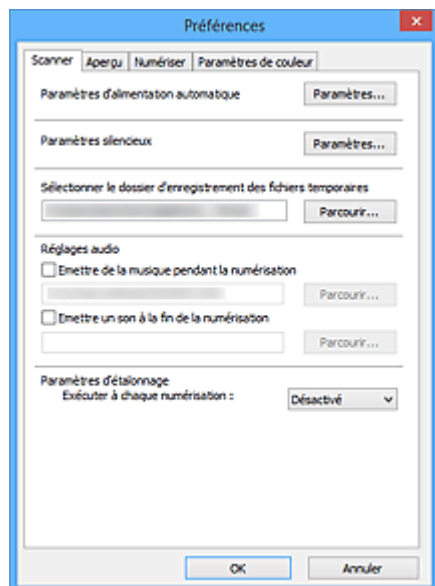 Préférences
Scanner Aperçu Numériser Paramètres de couleur
Paramètres d'alimentation automatique Paramètres...
Paramètres silencieux Paramètres...
Sélectionner le dossier d'enregistrement des fichiers temporaires
Parcourir...
Réglages audio
Emettre de la musique pendant la numérisation
Parcourir...
Emettre un son à la fin de la numérisation
Parcourir...
Paramètres d'étalonnage
Exécuter à chaque numérisation : Désactivé
OK Annuler